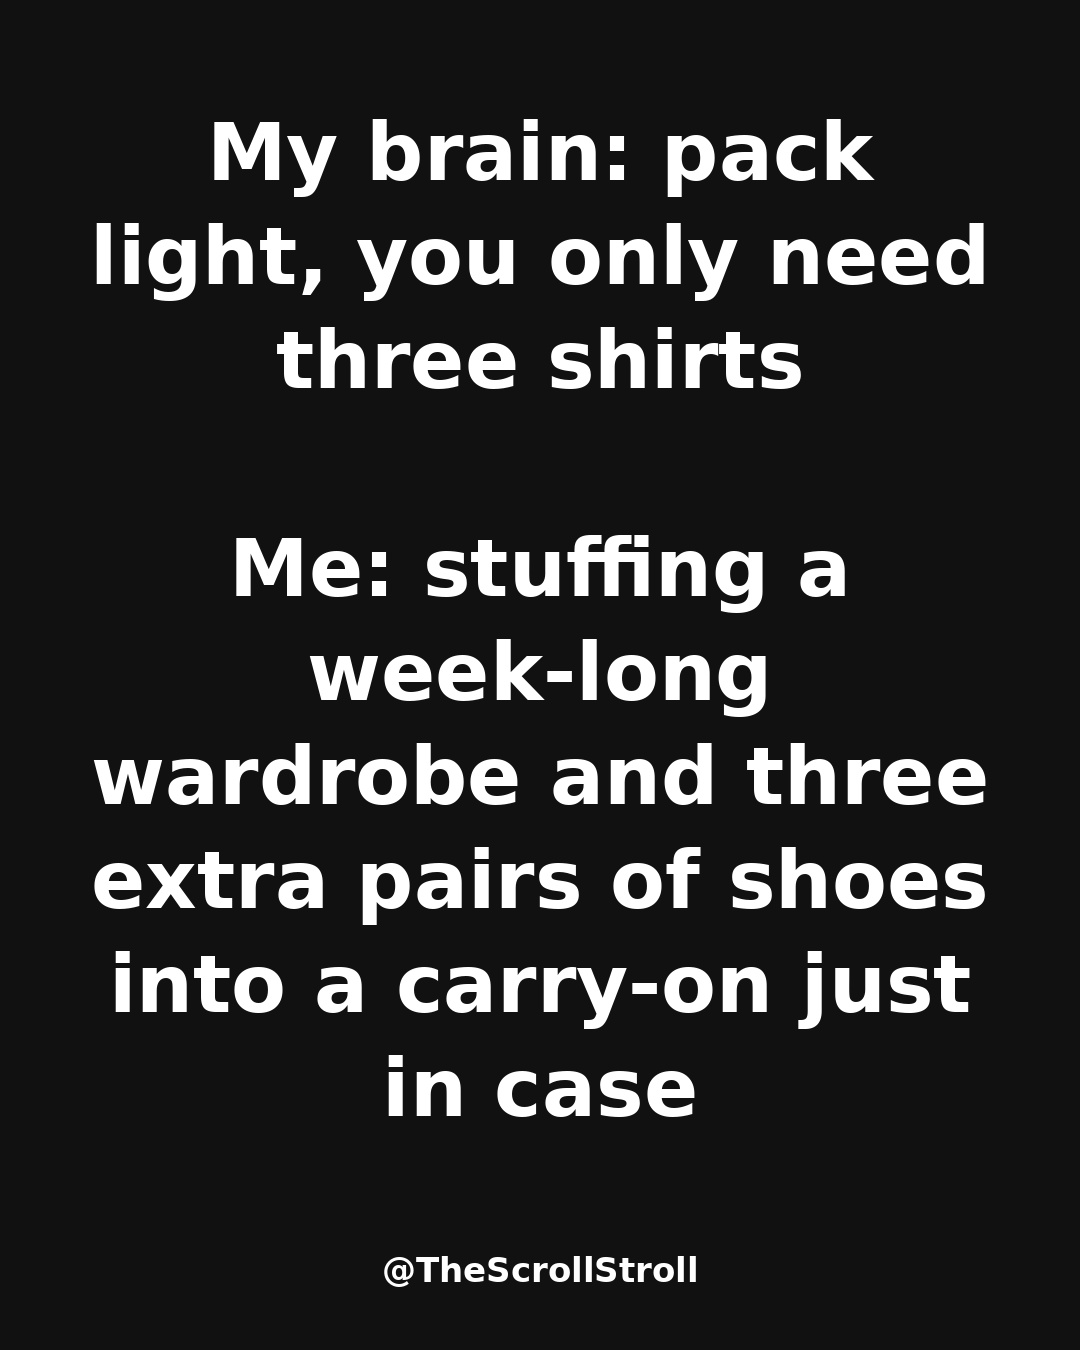 My brain: pack
light, you only need
three shirts
Me: stuffing a
week-long
wardrobe and three
extra pairs of shoes
into a carry-on just
in case
@TheScrollStroll